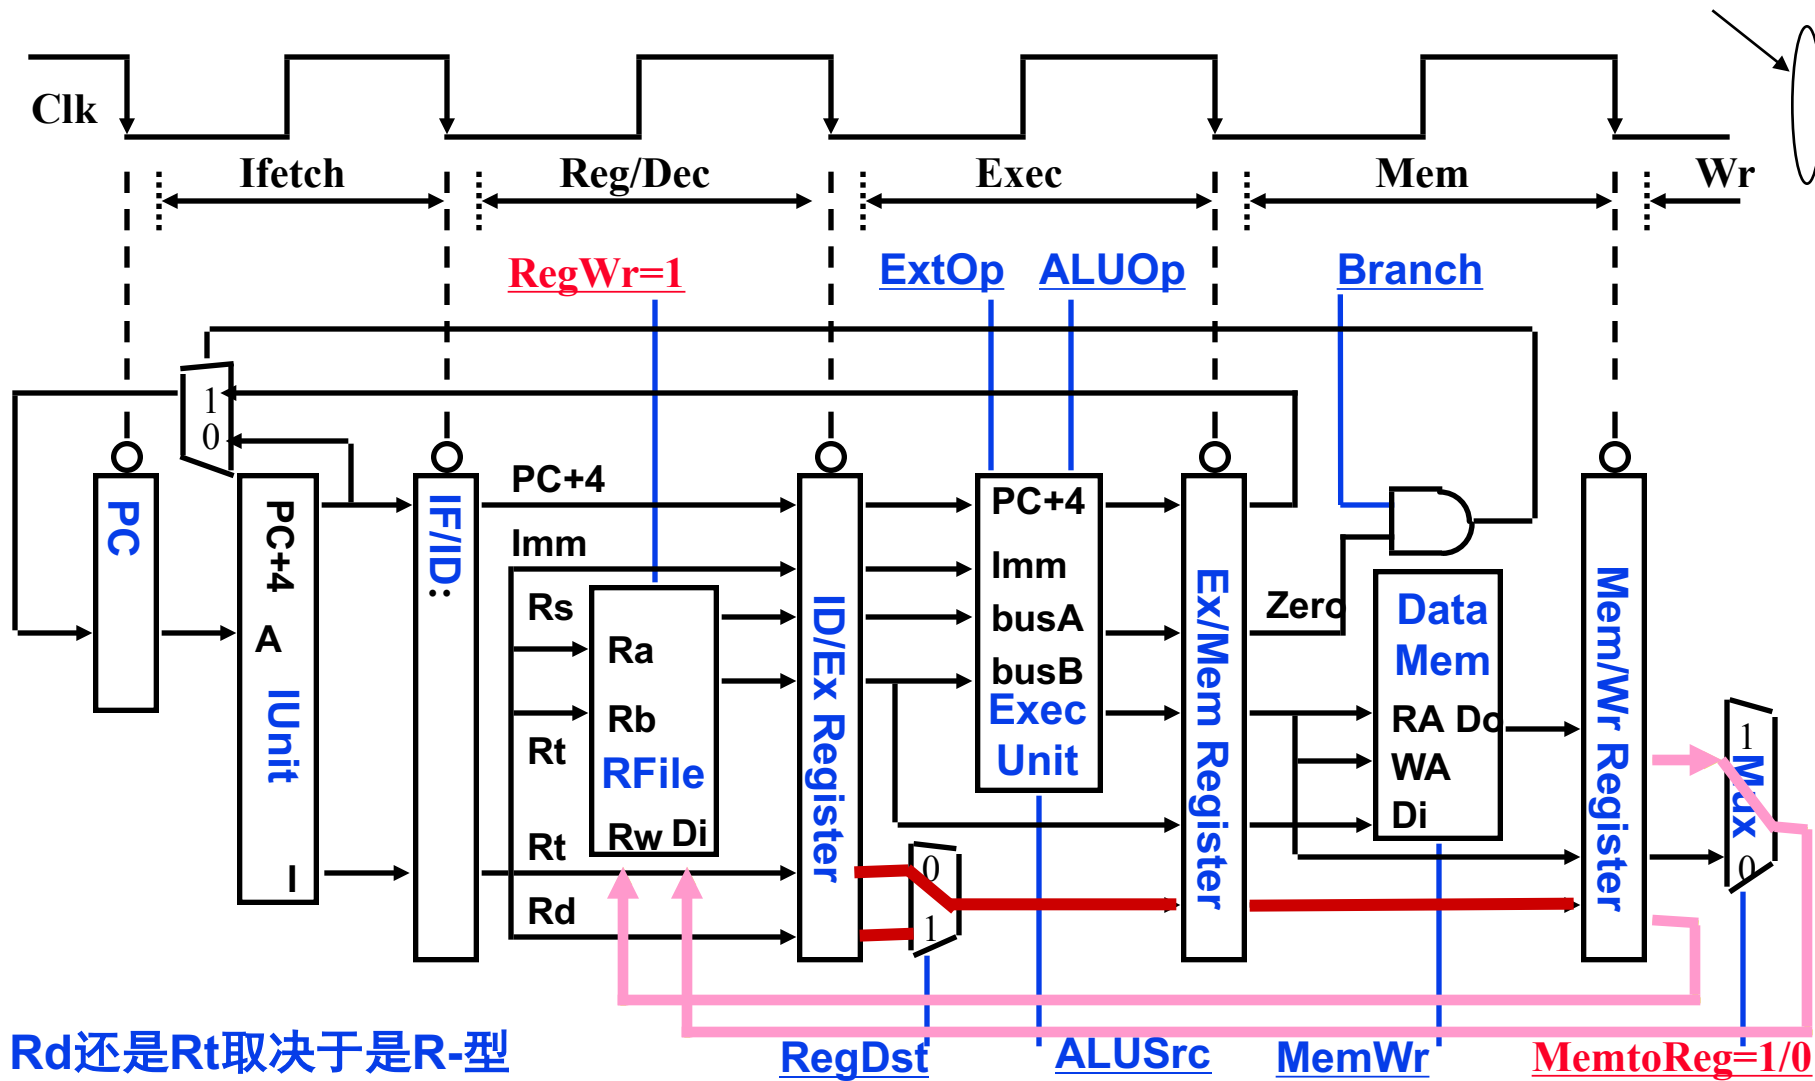 Clk
Ifetch
Reg/Dec
Exec
Mem
Wr
RegWr=1
ExtOp
ALUOp
Branch
1
0
PC
PC+4
A
IUnit
I
IF/ID:
PC+4
Imm
Rs
Ra
Rb
Rt
RFile
Rw Di
Rt
Rd
ID/Ex Register
0
1
PC+4
Imm
busA
busB
Exec
Unit
Ex/Mem Register
Zero
Data
Mem
RA Do
WA
Di
Mem/Wr Register
1
Mux
0
Rd还是Rt取决于是R-型
RegDst
ALUSrc
MemWr
MemtoReg=1/0